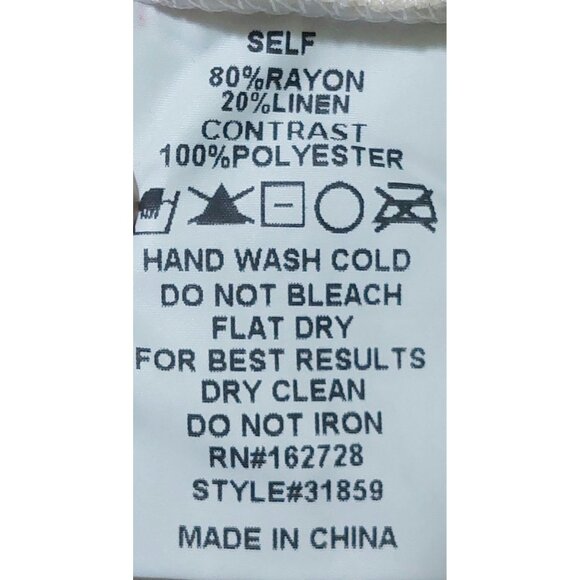 SELF
80%RAYON
20%LINEN
CONTRAST
100%POLYESTER
HAND WASH COLD
DO NOT BLEACH
FLAT DRY
FOR BEST RESULTS
DRY CLEAN
DO NOT IRON
RN#162728
STYLE#31859
MADE IN CHINA